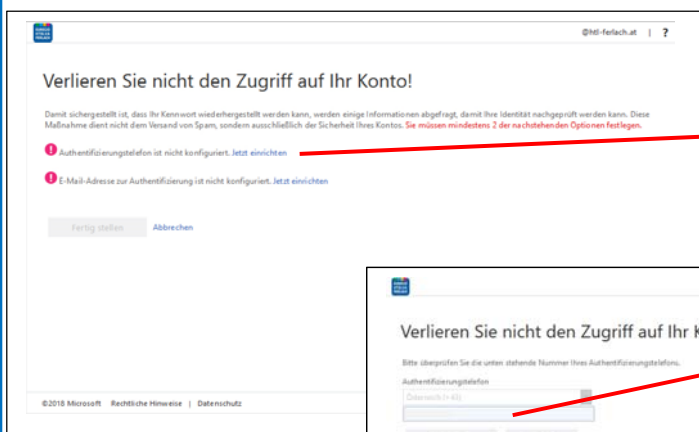 @htl-ferlach.at | ?
Verlieren Sie nicht den Zugriff auf Ihr Konto!
Damit sichergestellt ist, dass Ihr Kennwort wiederhergestellt werden kann, werden einige Informationen abgefragt, damit Ihre Identität nachgeprüft werden kann. Diese
Maßnahme dient nicht dem Versand von Spam, sondern ausschließlich der Sicherheit Ihres Kontos. Sie müssen mindestens 2 der nachstehenden Optionen festlegen.
Authentifizierungstelefon ist nicht konfiguriert. Jetzt einrichten
E-Mail-Adresse zur Authentifizierung ist nicht konfiguriert. Jetzt einrichten
Fertig stellen Abbrechen
Verlieren Sie nicht den Zugriff auf Ihr K
Bitte überprüfen Sie die unten stehende Nummer Ihres Authentifizierungstelefons.
Authentifizierungstelefon
Österreich (+43)
©2018 Microsoft Rechtliche Hinweise | Datenschutz